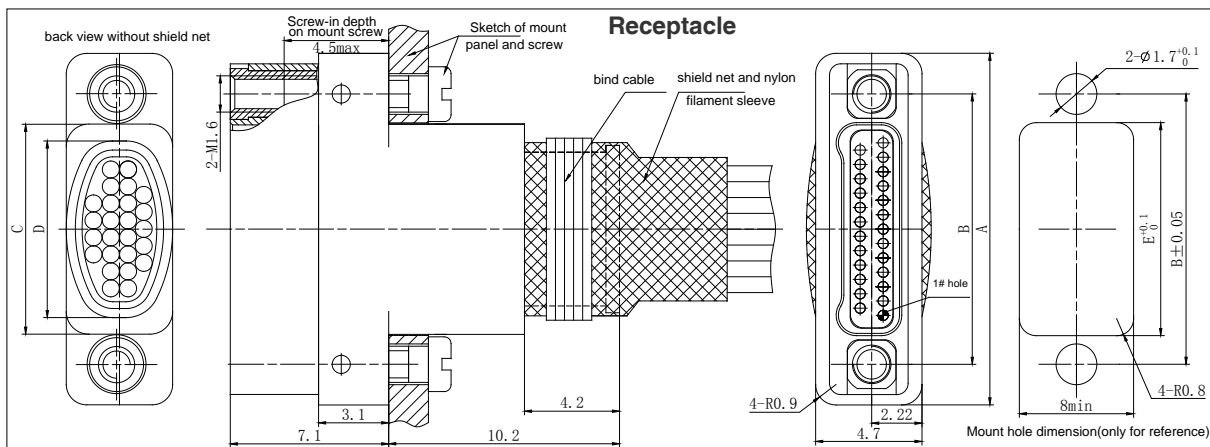 Receptacle
back view without shield net
Screw-in depth
on mount screw
4.5max
Sketch of mount
panel and screw
bind cable
shield net and nylon
filament sleeve
2-M1.6
C
D
3.1
7.1
10.2
4.2
1# hole
B
A
4-R0.9
2.22
4.7
2-Ø1.7 +0.1 0
E +0.1 0
B±0.05
4-R0.8
8min
Mount hole dimension(only for reference)